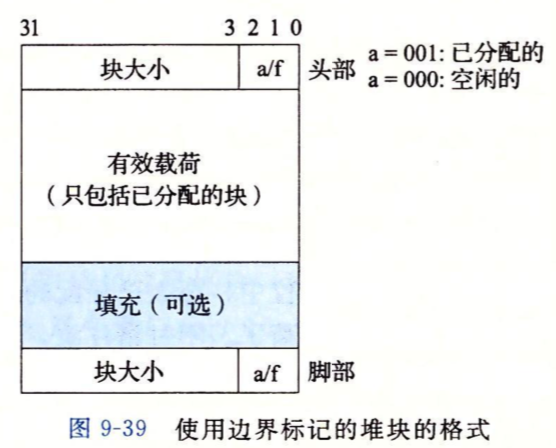 31 3 2 1 0
块大小 a/f 头部 a = 001: 已分配的
a = 000: 空闲的
有效载荷
（只包括已分配的块）
填充（可选）
块大小 a/f 脚部
图 9-39 使用边界标记的堆块的格式